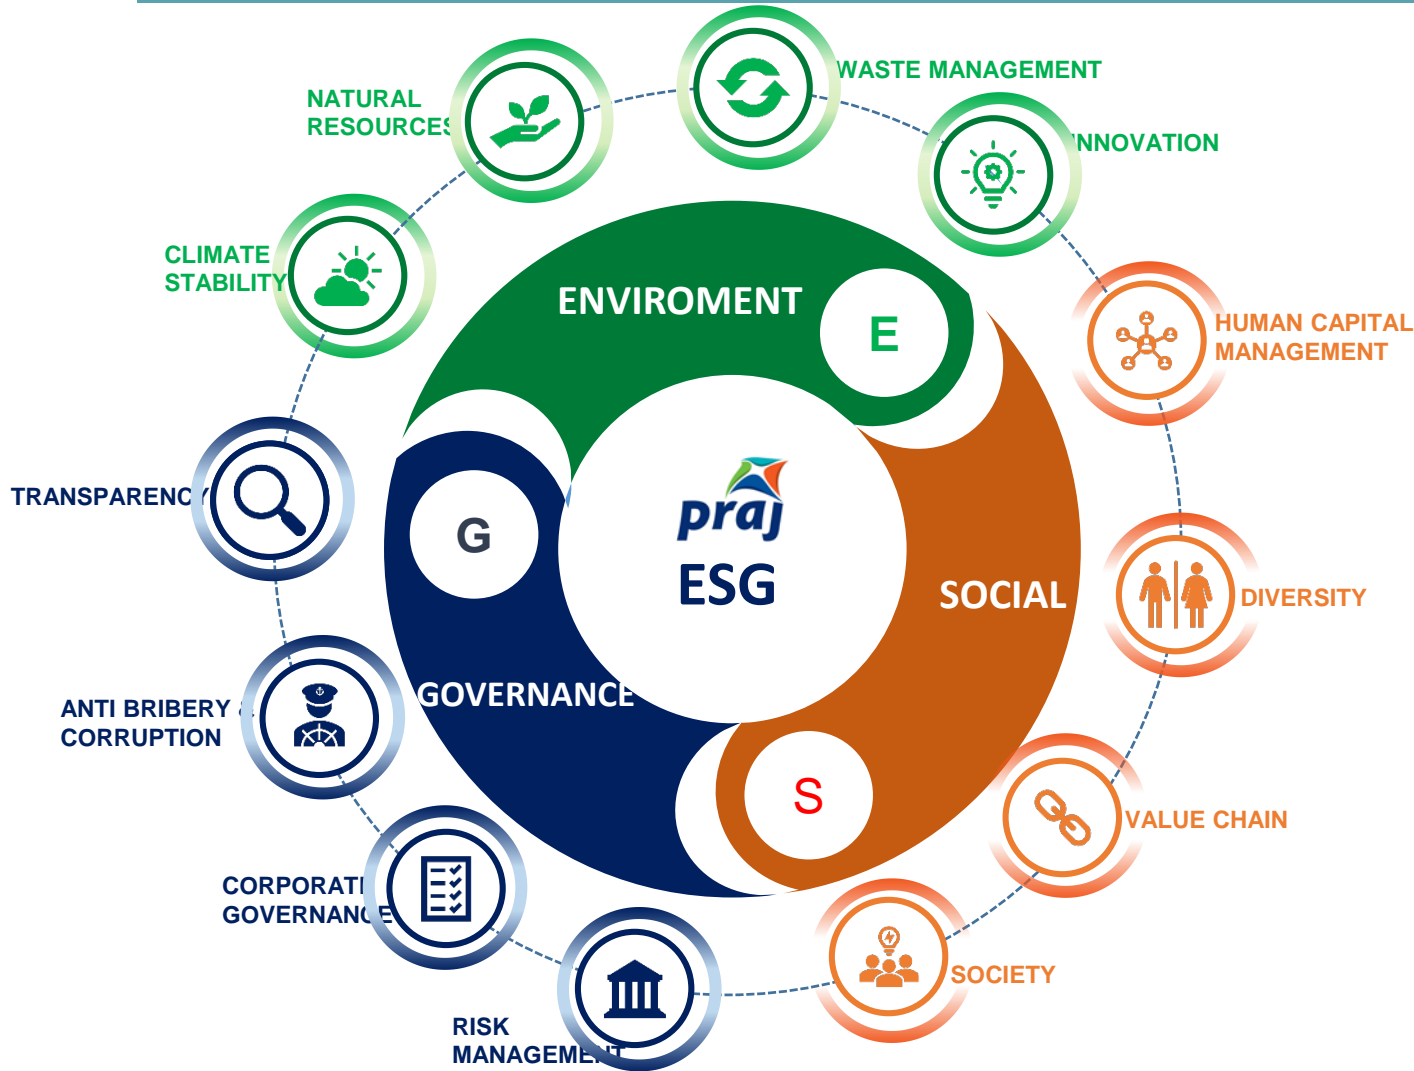 WASTE MANAGEMENT
NATURAL
RESOURCES
INNOVATION
CLIMATE
STABILITY
ENVIROMENT
E
HUMAN CAPITAL
MANAGEMENT
TRANSPARENCY
G
praj
ESG
SOCIAL
DIVERSITY
GOVERNANCE
ANTI BRIBERY &
CORRUPTION
S
VALUE CHAIN
CORPORATE
GOVERNANCE
SOCIETY
RISK
MANAGEMENT